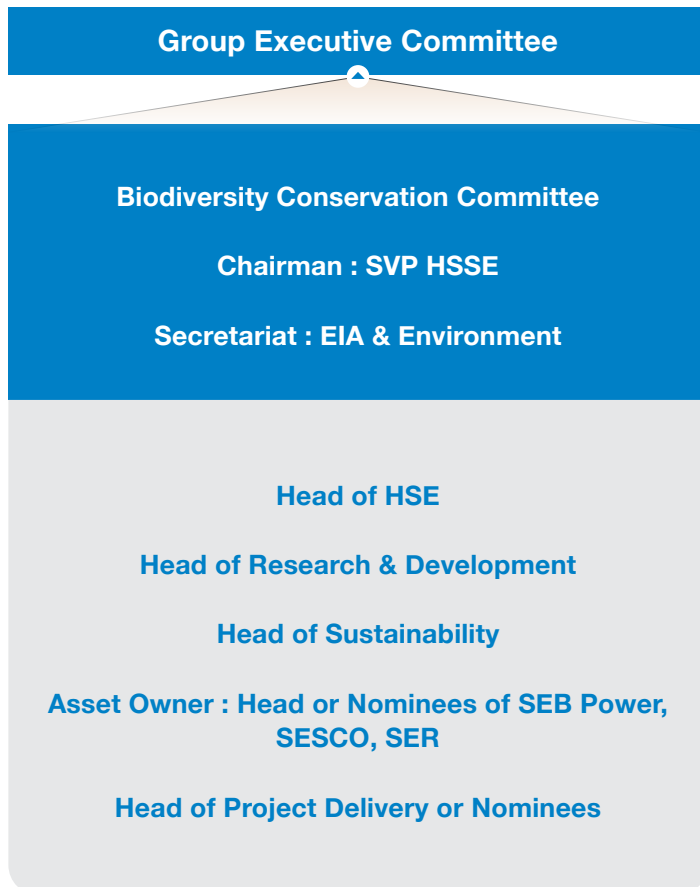 Group Executive Committee
Biodiversity Conservation Committee
Chairman : SVP HSSE
Secretariat : EIA & Environment
Head of HSE
Head of Research & Development
Head of Sustainability
Asset Owner : Head or Nominees of SEB Power,
SESCO, SER
Head of Project Delivery or Nominees